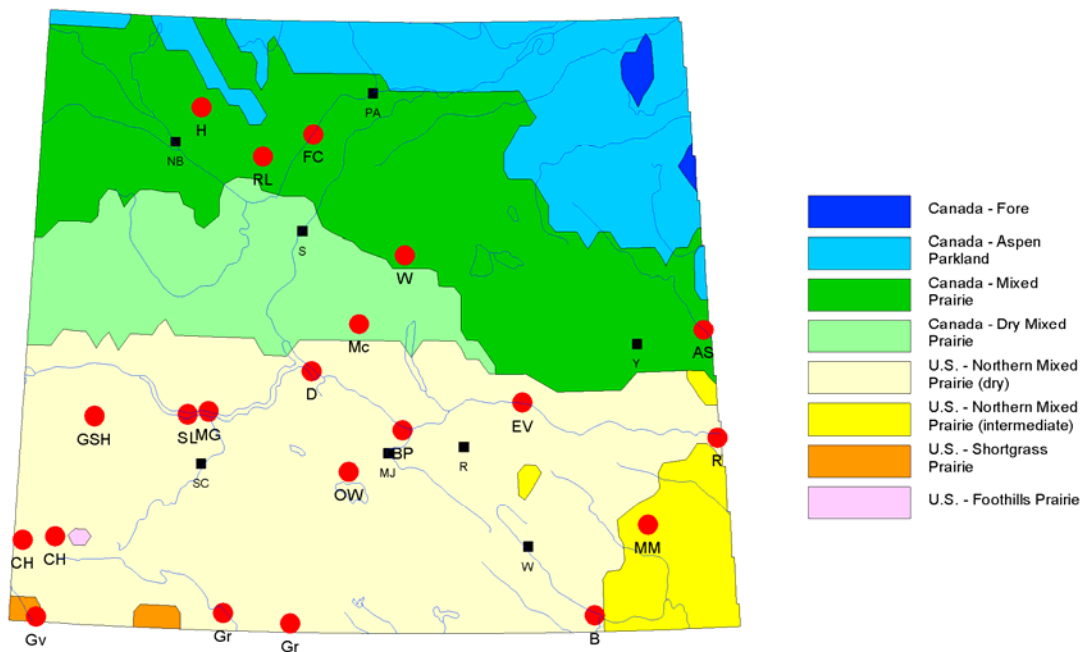 PA
H
NB
FC
RL
S
W
Mc
Y
AS
D
EV
GSH
SL
MG
BP
R
MJ
R
SC
OW
MM
W
CH
CH
Gv
Gr
Gr
B
Canada - Fore
Canada - Aspen
Parkland
Canada - Mixed
Prairie
Canada - Dry Mixed
Prairie
U.S. - Northern Mixed
Prairie (dry)
U.S. - Northern Mixed
Prairie (intermediate)
U.S. - Shortgrass
Prairie
U.S. - Foothills Prairie